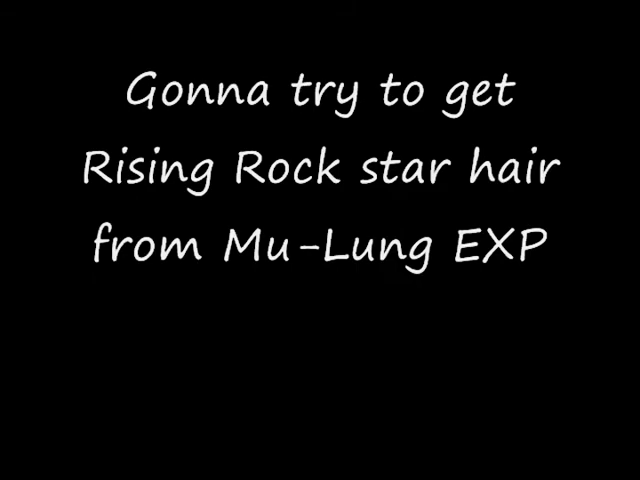 Gonna try to get
Rising Rock star hair
from Mu-Lung EXP